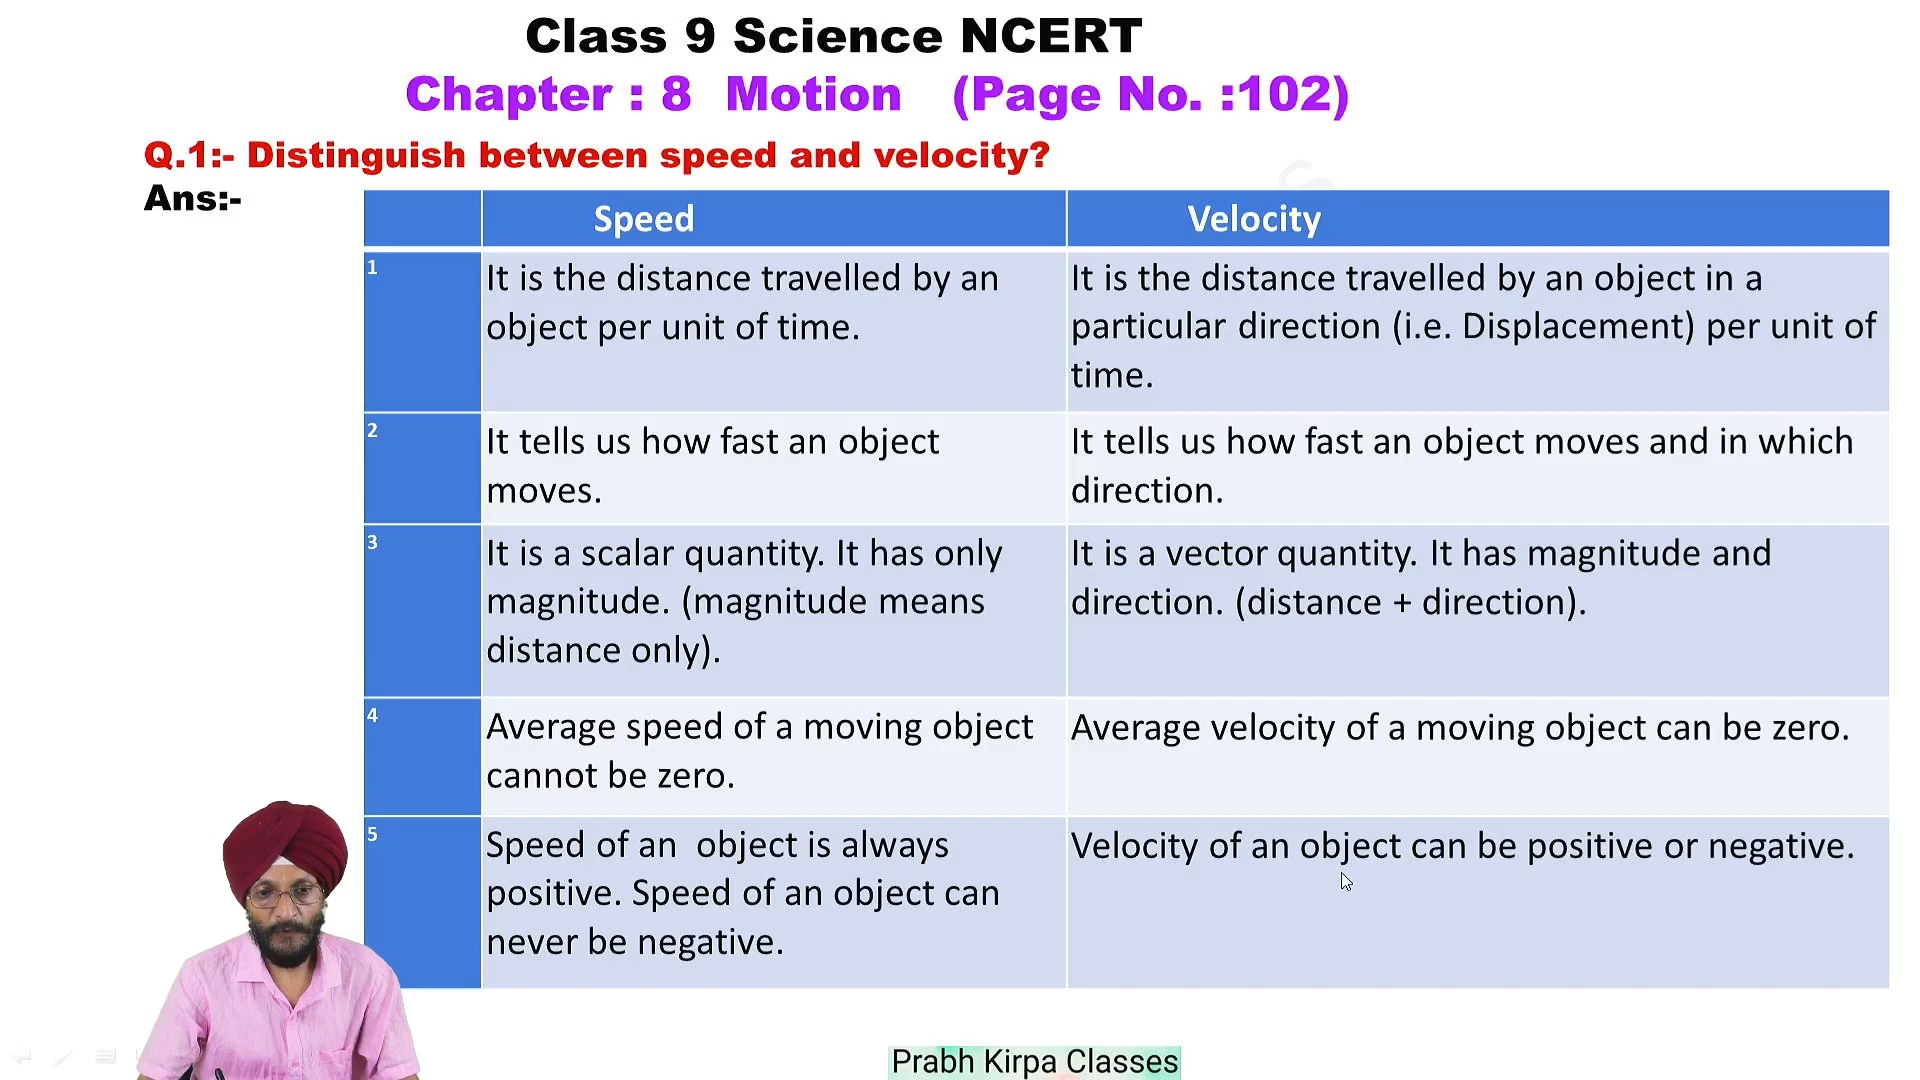 Class 9 Science NCERT
Chapter : 8 Motion (Page No. :102)
Q.1:- Distinguish between speed and velocity?
Ans:-
Speed
Velocity
1
It is the distance travelled by an
object per unit of time.
It is the distance travelled by an object in a
particular direction (i.e. Displacement) per unit of
time.
2
It tells us how fast an object
moves.
It tells us how fast an object moves and in which
direction.
3
It is a scalar quantity. It has only
magnitude. (magnitude means
distance only).
It is a vector quantity. It has magnitude and
direction. (distance + direction).
4
Average speed of a moving object
cannot be zero.
Average velocity of a moving object can be zero.
5
Speed of an object is always
positive. Speed of an object can
never be negative.
Velocity of an object can be positive or negative.
Prabh Kirpa Classes